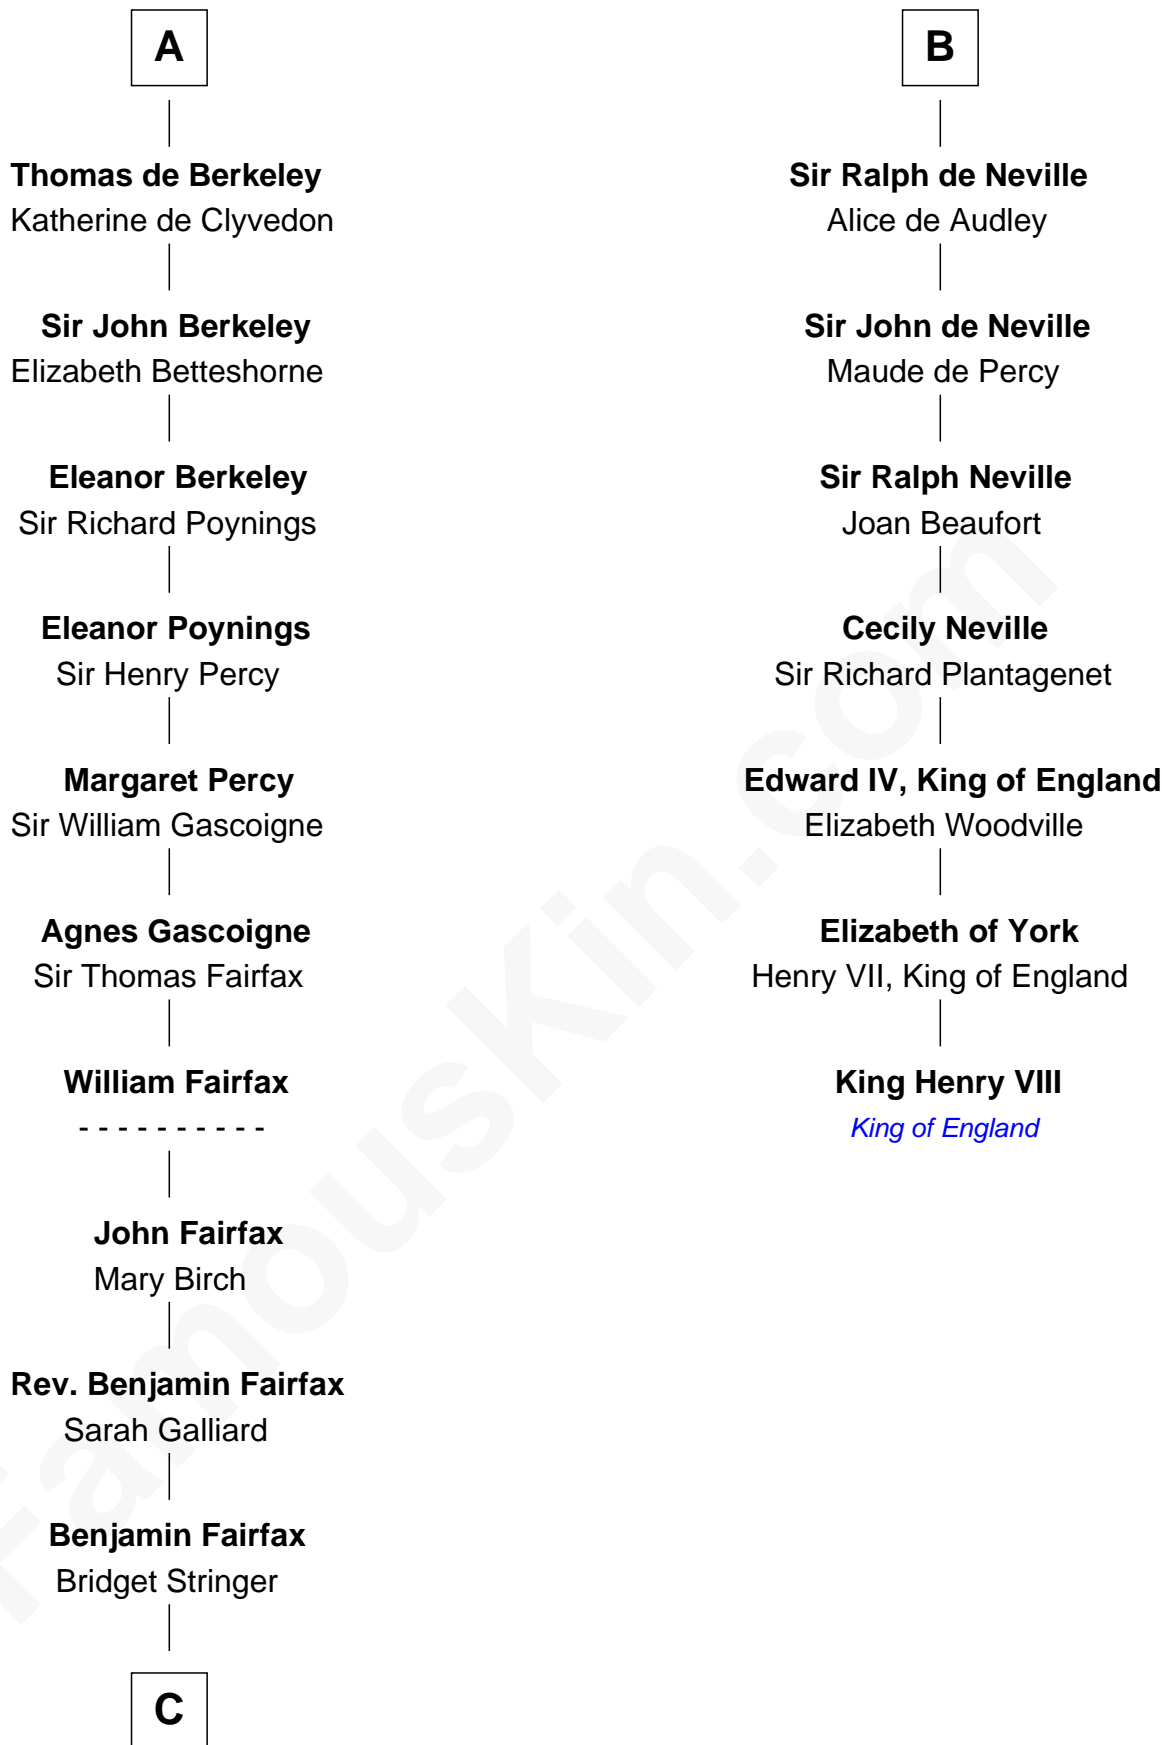 A
Thomas de Berkeley
Katherine de Clyvedon
Sir John Berkeley
Elizabeth Betteshorne
Eleanor Berkeley
Sir Richard Poynings
Eleanor Poynings
Sir Henry Percy
Margaret Percy
Sir William Gascoigne
Agnes Gascoigne
Sir Thomas Fairfax
William Fairfax
- - - - - - - - - -
John Fairfax
Mary Birch
Rev. Benjamin Fairfax
Sarah Galliard
Benjamin Fairfax
Bridget Stringer
C
B
Sir Ralph de Neville
Alice de Audley
Sir John de Neville
Maude de Percy
Sir Ralph Neville
Joan Beaufort
Cecily Neville
Sir Richard Plantagenet
Edward IV, King of England
Elizabeth Woodville
Elizabeth of York
Henry VII, King of England
King Henry VIII
King of England
FamousKin.com